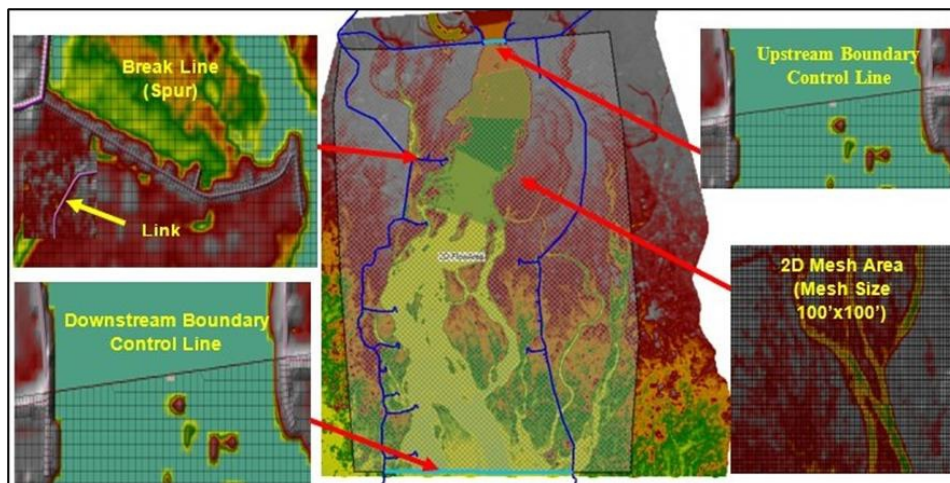 Break Line
(Spur)
Link
Upstream Boundary
Control Line
2D Mesh Area
(Mesh Size
100'x100')
Downstream Boundary
Control Line